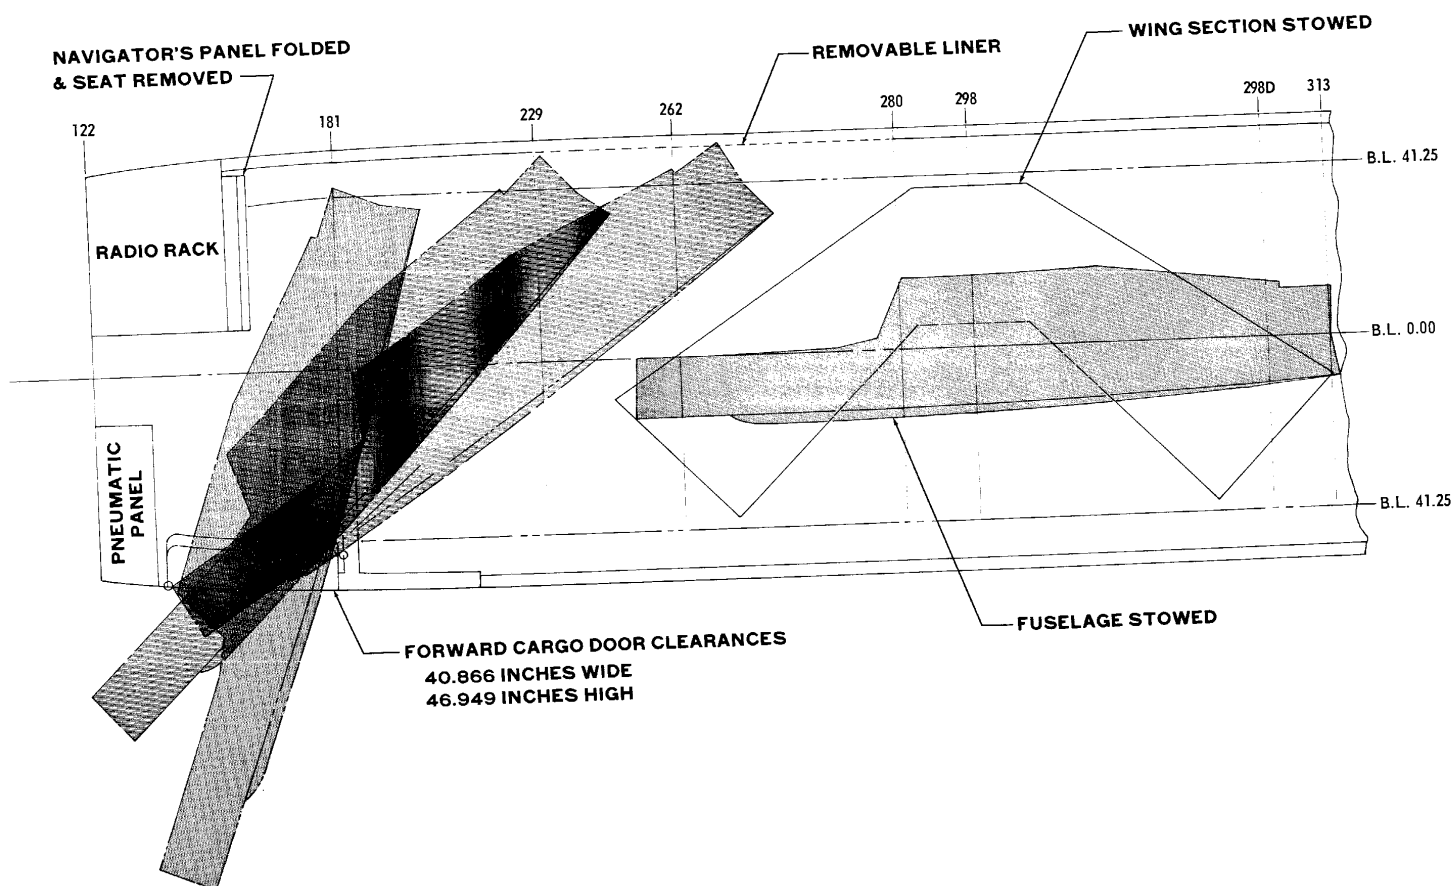 NAVIGATOR'S PANEL FOLDED
& SEAT REMOVED
REMOVABLE LINER
WING SECTION STOWED
122
181
229
262
280
298
298D
313
B.L. 41.25
RADIO RACK
B.L. 0.00
PNEUMATIC
PANEL
B.L. 41.25
FUSELAGE STOWED
FORWARD CARGO DOOR CLEARANCES
40.866 INCHES WIDE
46.949 INCHES HIGH